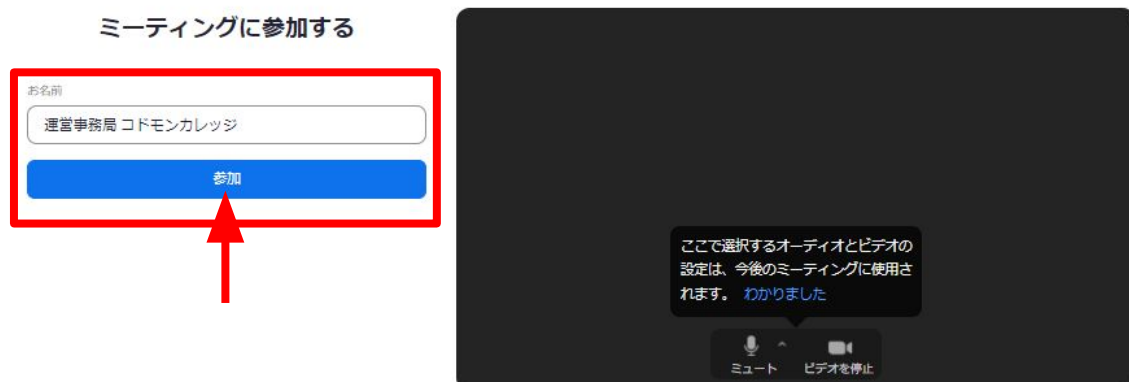 ミーティングに参加する
お名前
運営事務局 コドモンカレッジ
参加
ここで選択するオーディオとビデオの
設定は、今後のミーティングに使用さ
れます。 わかりました
ミュート ビデオを停止